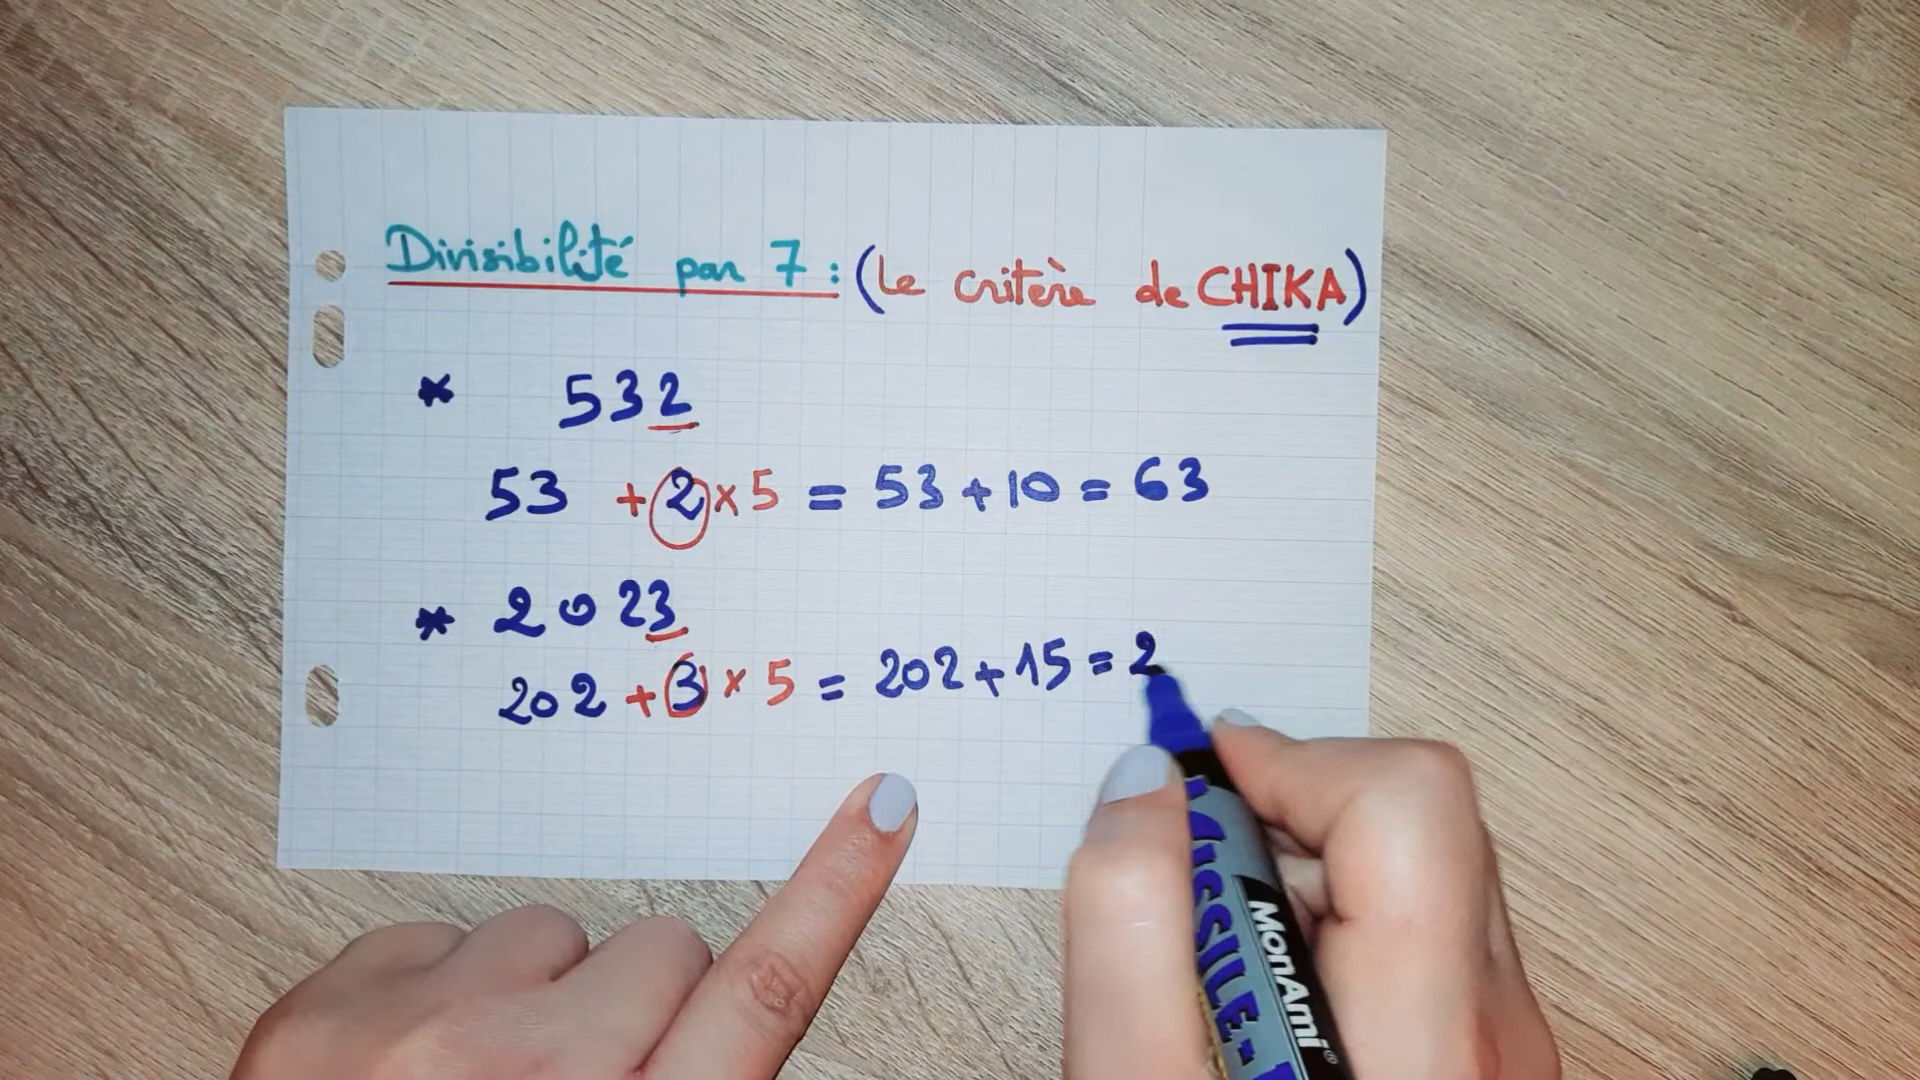 Divisibilité par 7 : (Le critère de CHIKA)
* 532
53 + 2 × 5 = 53 + 10 = 63
* 2023
202 + 3 × 5 = 202 + 15 = 2
MonAmi®